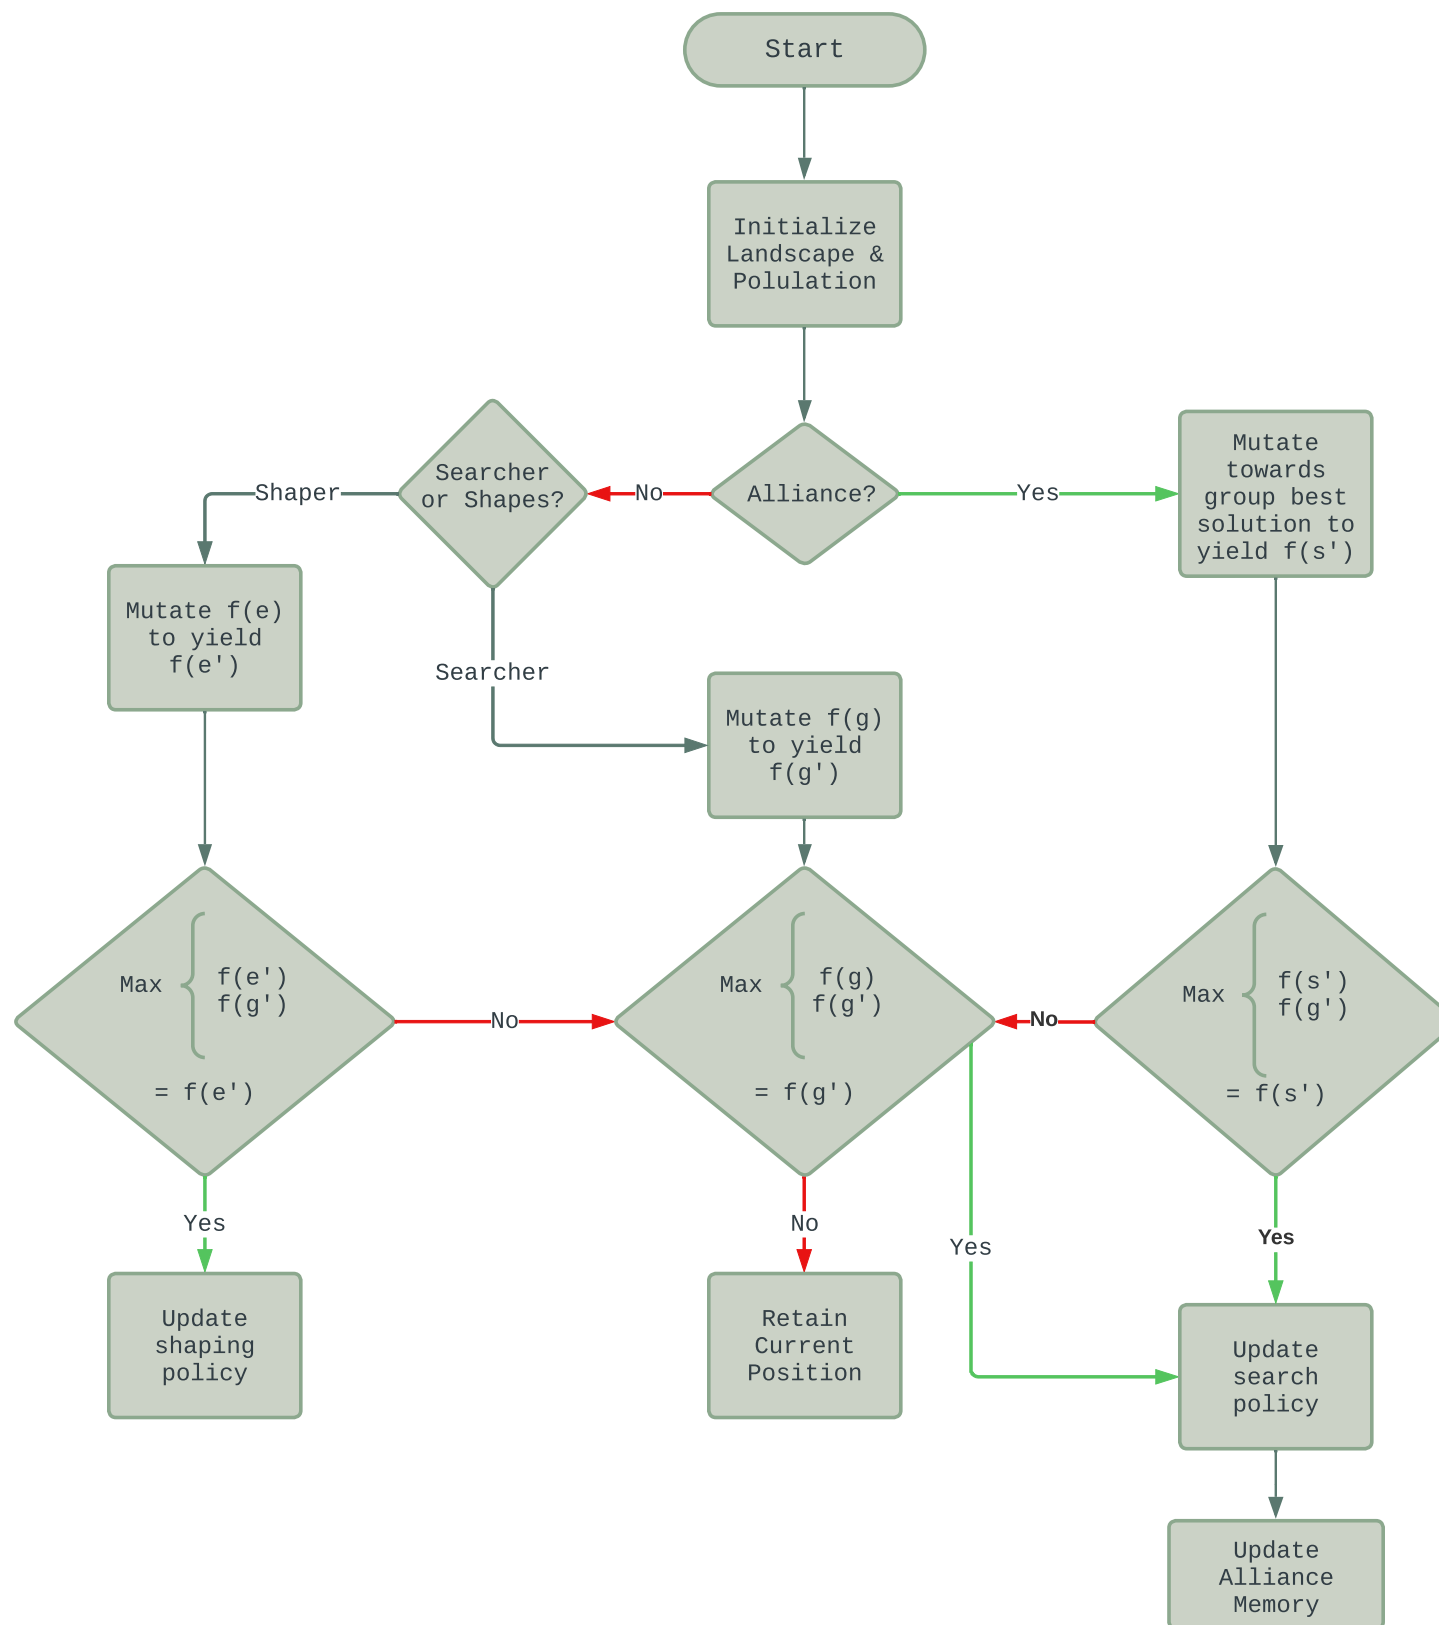 Start
Initialize
Landscape &
Polulation
Searcher
or Shapes?
Alliance?
No
Yes
Shaper
Mutate
towards
group best
solution to
yield f(s')
Mutate f(e)
to yield
f(e')
Searcher
Mutate f(g)
to yield
f(g')
Max
f(e')
f(g')
= f(e')
No
Max
f(g)
f(g')
= f(g')
No
Max
f(s')
f(g')
= f(s')
Yes
No
Yes
Yes
Update
shaping
policy
Retain
Current
Position
Update
search
policy
Update
Alliance
Memory